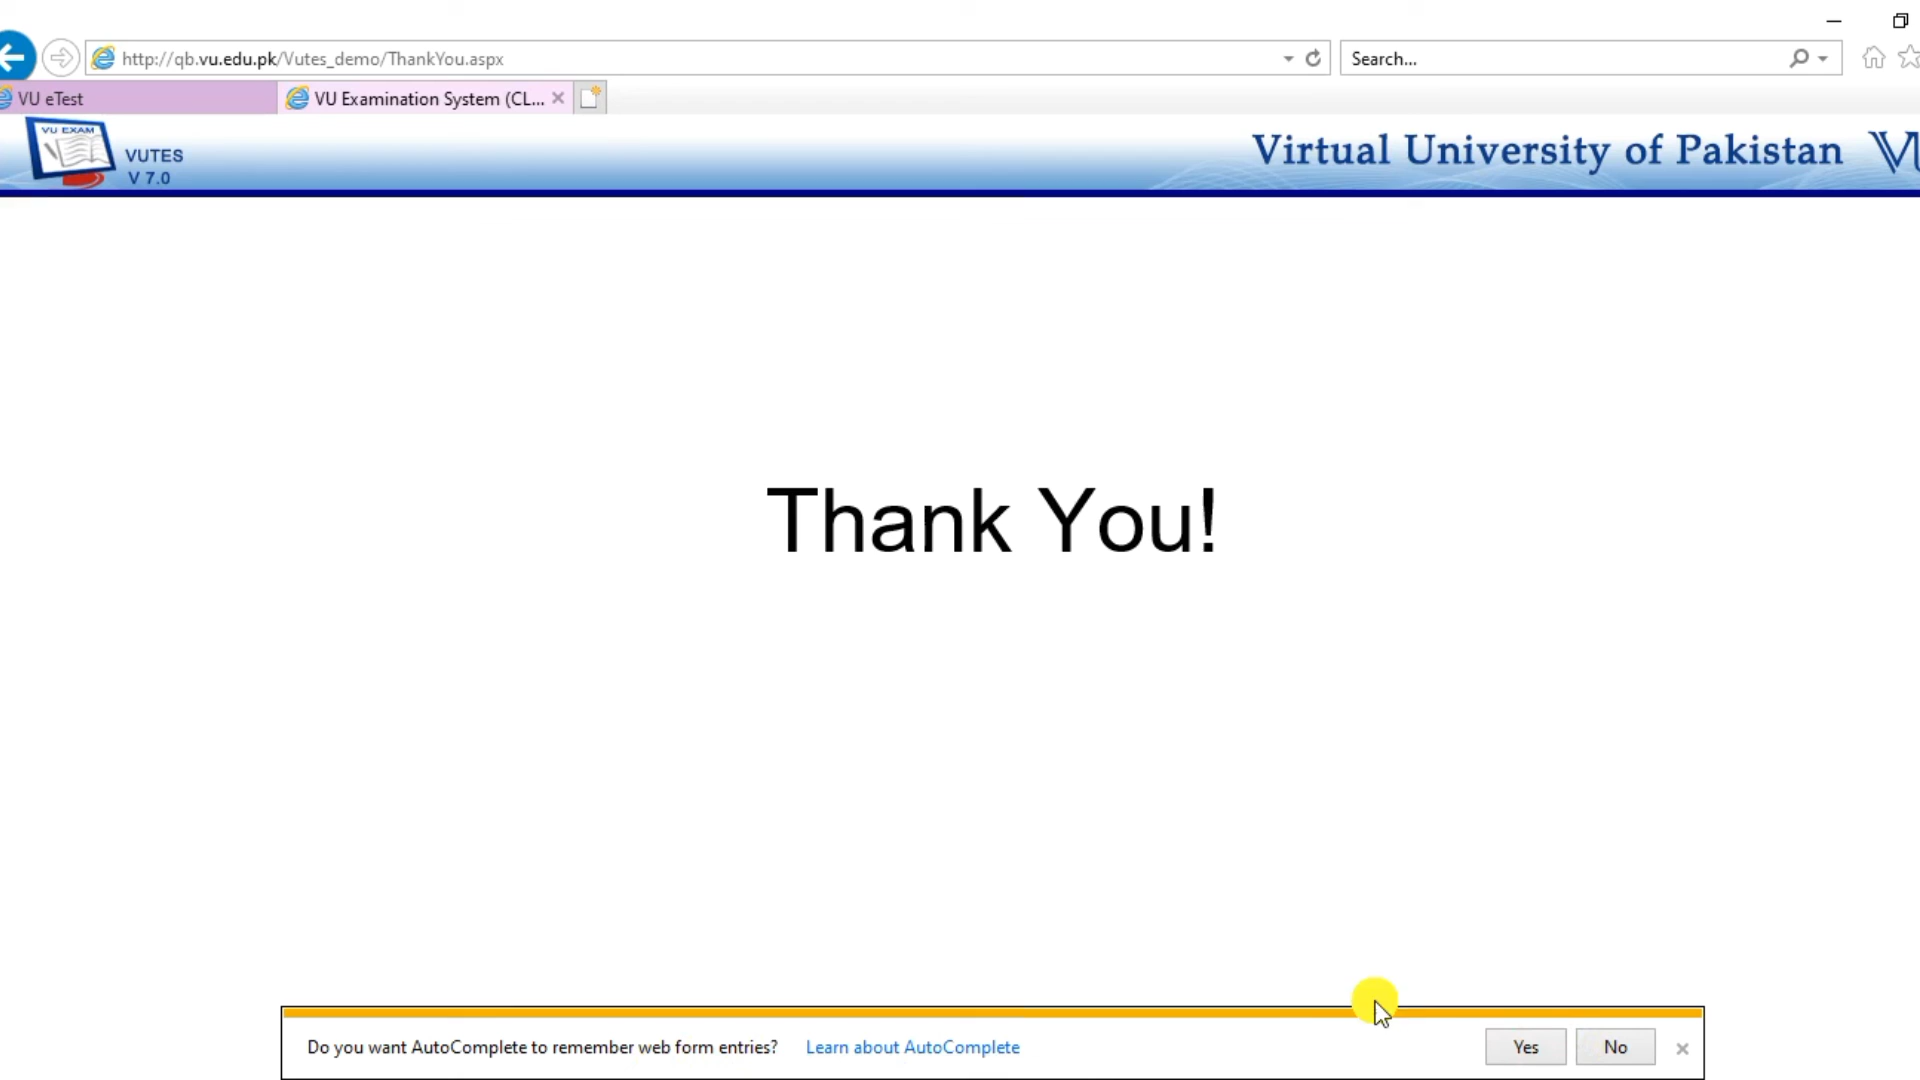 http://qb.vu.edu.pk/Vutes_demo/ThankYou.aspx
Search...
VU eTest
VU Examination System (CL...
VU EXAM
VUTES
V 7.0
Virtual University of Pakistan
Thank You!
Do you want AutoComplete to remember web form entries?
Learn about AutoComplete
Yes
No